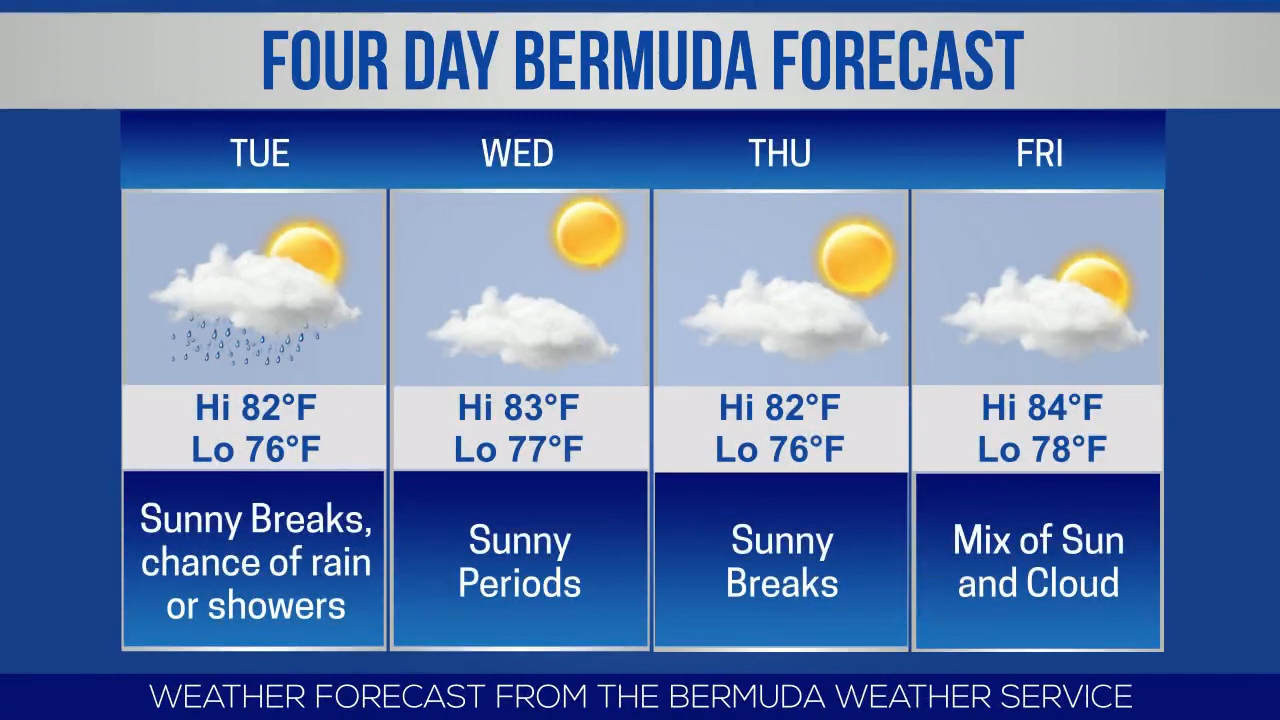 FOUR DAY BERMUDA FORECAST
TUE
WED
THU
FRI
Hi 82°F
Lo 76°F
Hi 83°F
Lo 77°F
Hi 82°F
Lo 76°F
Hi 84°F
Lo 78°F
Sunny Breaks,
chance of rain
or showers
Sunny
Periods
Sunny
Breaks
Mix of Sun
and Cloud
WEATHER FORECAST FROM THE BERMUDA WEATHER SERVICE